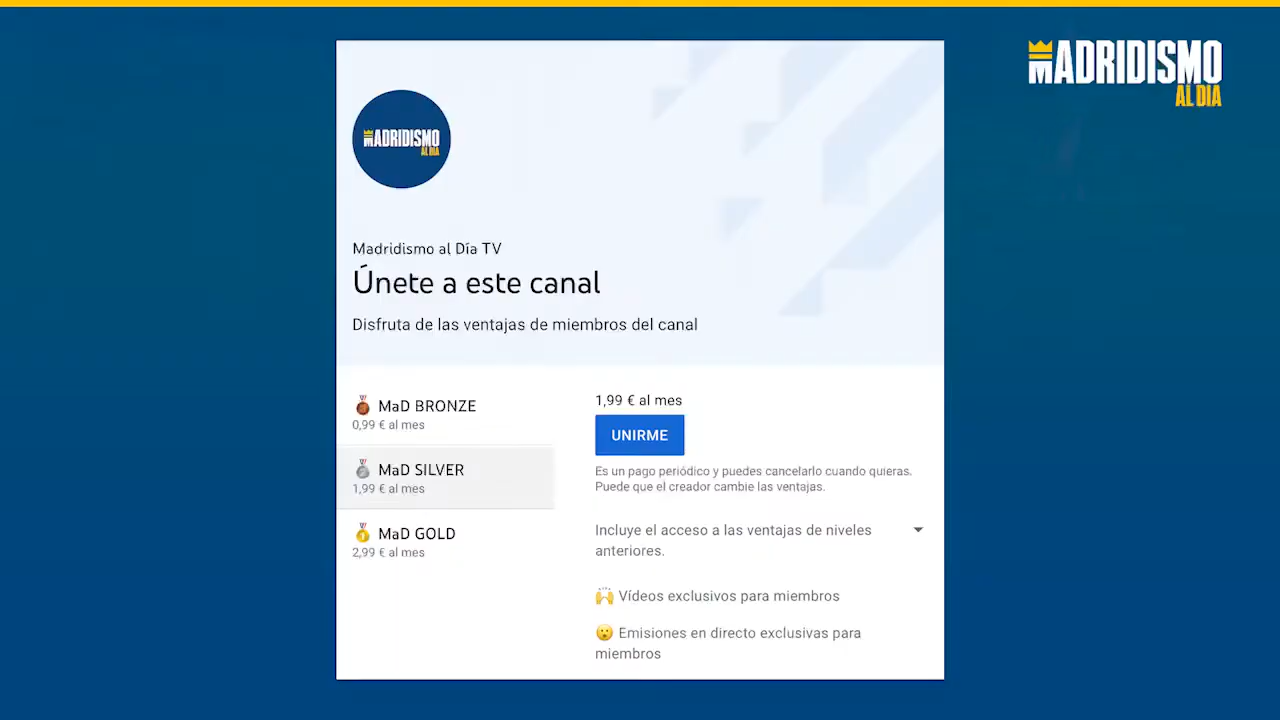 MADRIDISMO
AL DIA
MADRIDISMO
AL DIA
Madridismo al Día TV
Únete a este canal
Disfruta de las ventajas de miembros del canal
MaD BRONZE
0,99 € al mes
MaD SILVER
1,99 € al mes
MaD GOLD
2,99 € al mes
1,99 € al mes
UNIRME
Es un pago periódico y puedes cancelarlo cuando quieras.
Puede que el creador cambie las ventajas.
Incluye el acceso a las ventajas de niveles
anteriores.
Vídeos exclusivos para miembros
Emisiones en directo exclusivas para
miembros